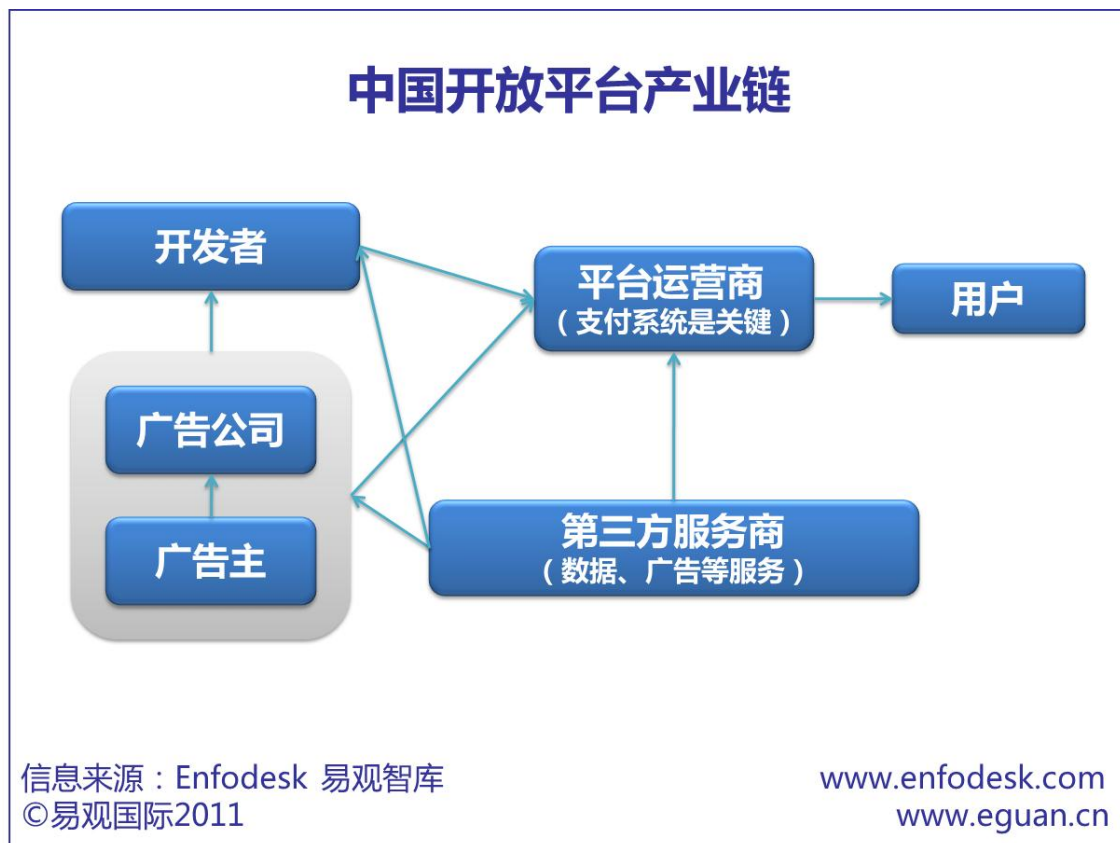 中国开放平台产业链
开发者
平台运营商
（支付系统是关键）
用户
广告公司
广告主
第三方服务商
（数据、广告等服务）
信息来源：Enfodesk 易观智库
©易观国际2011
www.enfodesk.com
www.eguan.cn